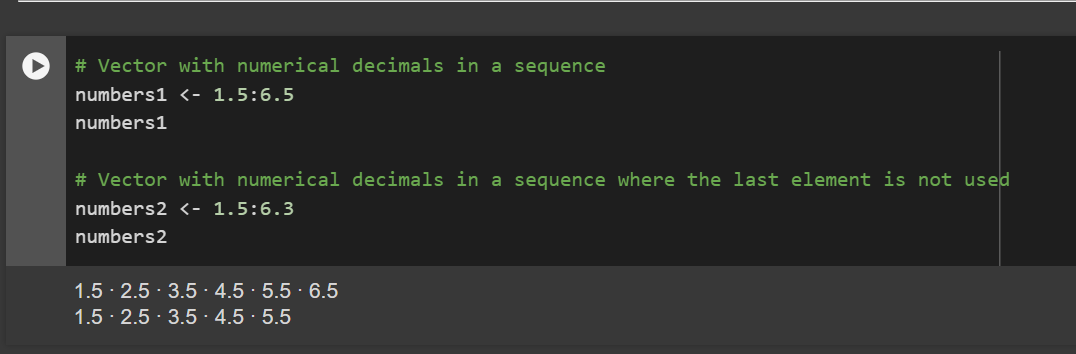 # Vector with numerical decimals in a sequence
numbers1 <- 1.5:6.5
numbers1
# Vector with numerical decimals in a sequence where the last element is not used
numbers2 <- 1.5:6.3
numbers2
1.5 · 2.5 · 3.5 · 4.5 · 5.5 · 6.5
1.5 · 2.5 · 3.5 · 4.5 · 5.5